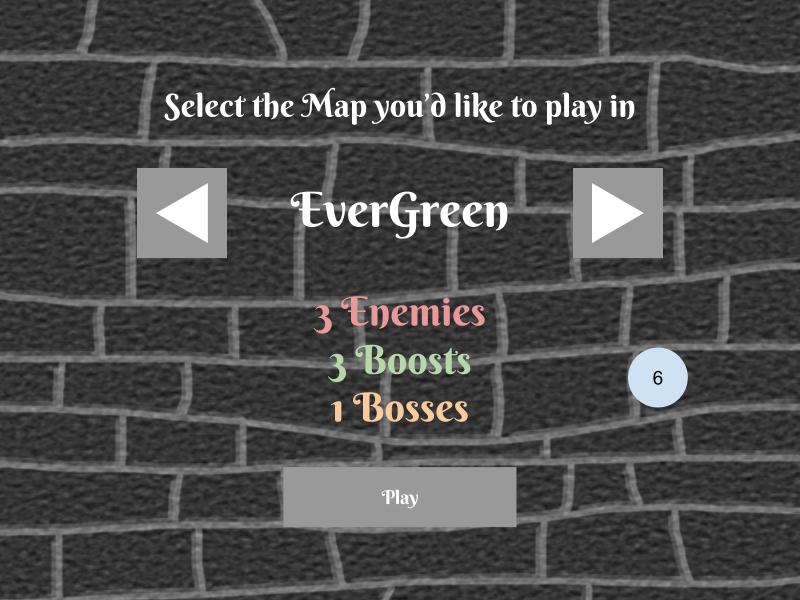 Select the Map you'd like to play in
EverGreen
3 Enemies
3 Boosts
6
1 Bosses
Play